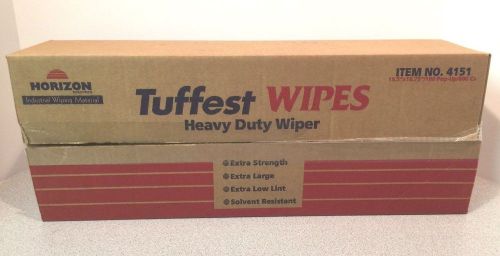 HORIZON
Industries
Industrial Wiping Material
Tuffest WIPES
Heavy Duty Wiper
ITEM NO. 4151
Extra Strength
Extra Large
Extra Low Lint
Solvent Resistant